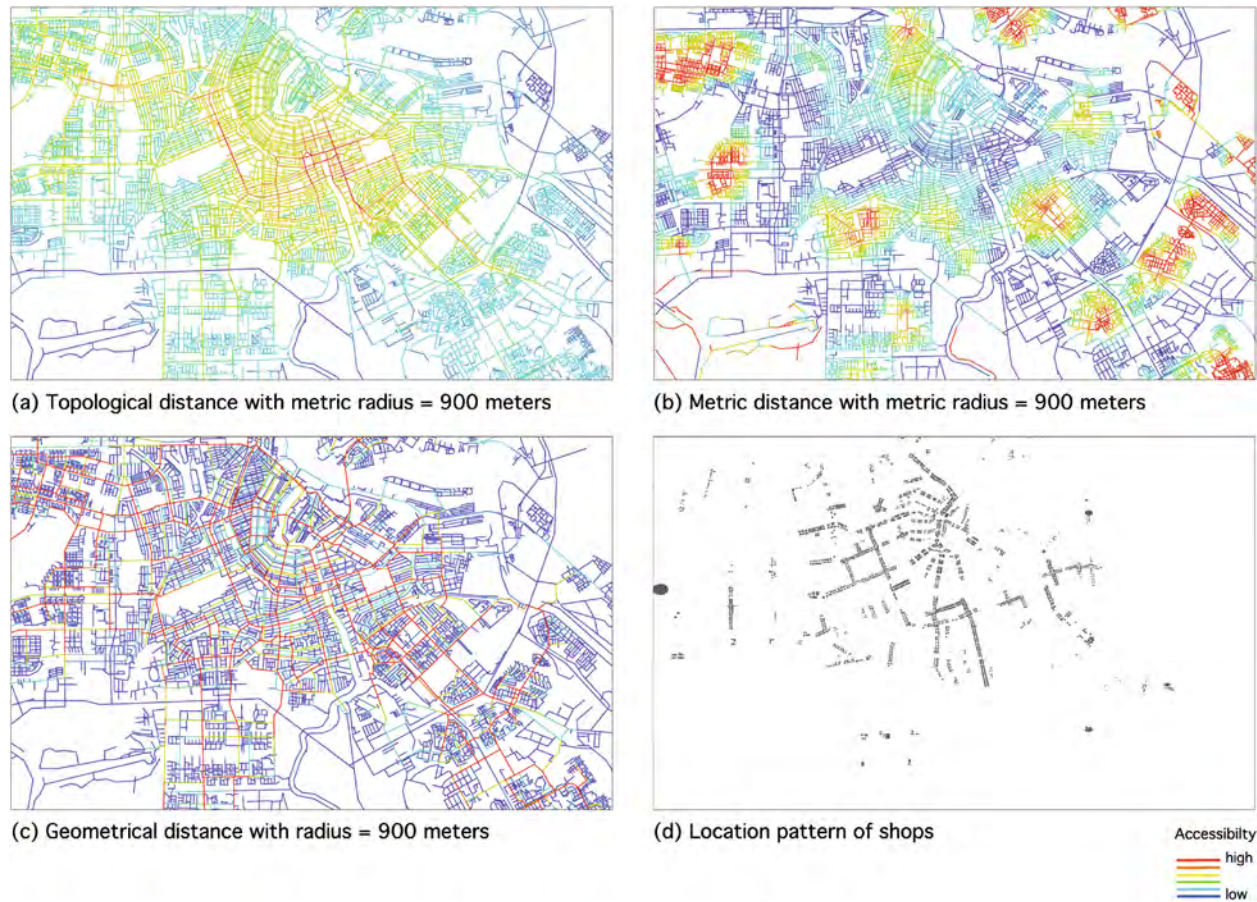 (a) Topological distance with metric radius = 900 meters
(b) Metric distance with metric radius = 900 meters
(c) Geometrical distance with radius = 900 meters
(d) Location pattern of shops
Accessibilty
high
low